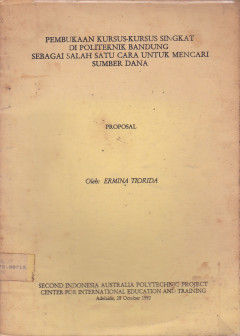 PEMBUKAAN KURSUS-KURSUS SINGKAT
DI POLITEKNIK BANDUNG
SEBAGAI SALAH SATU CARA UNTUK MENCARI
SUMBER DANA
PROPOSAL
Oleh: ERMINA TEORIDA
SECOND INDONESIA AUSTRALIA POLYTECHNIC PROJECT
CENTER FOR INTERNATIONAL EDUCATION AND TRAINING
Adelaide, 28 October 1992